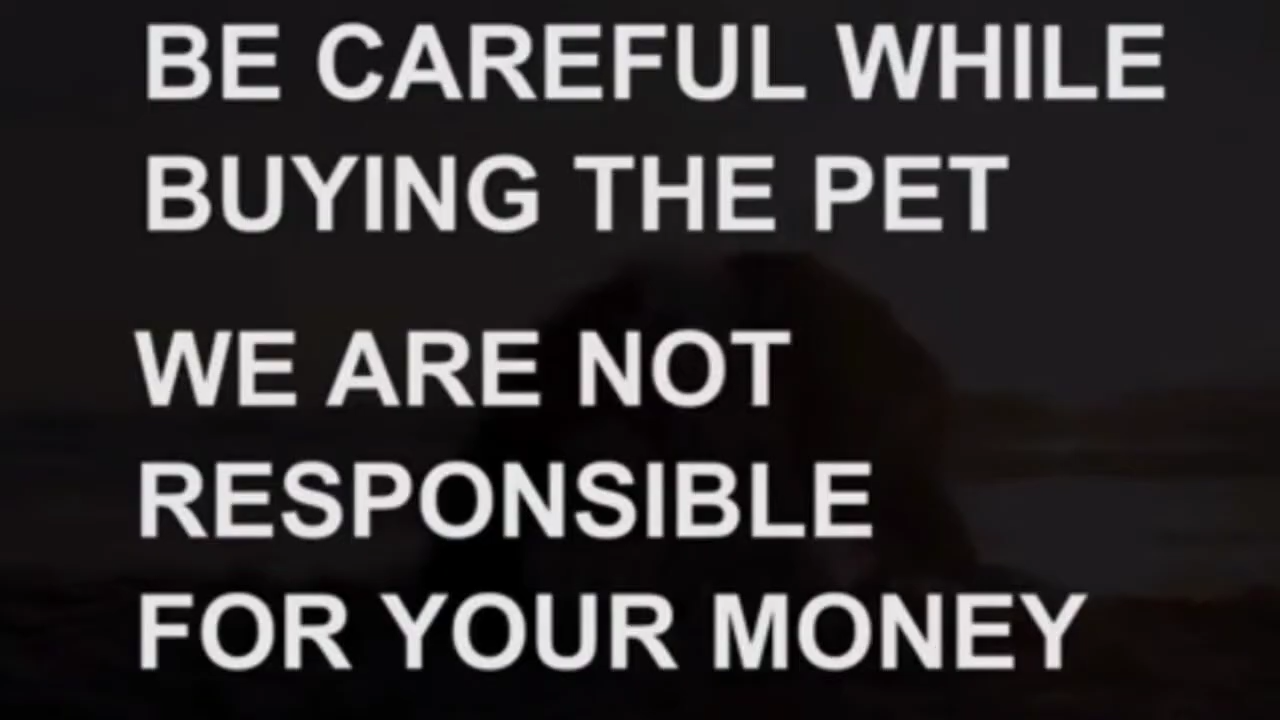 BE CAREFUL WHILE
BUYING THE PET
WE ARE NOT
RESPONSIBLE
FOR YOUR MONEY